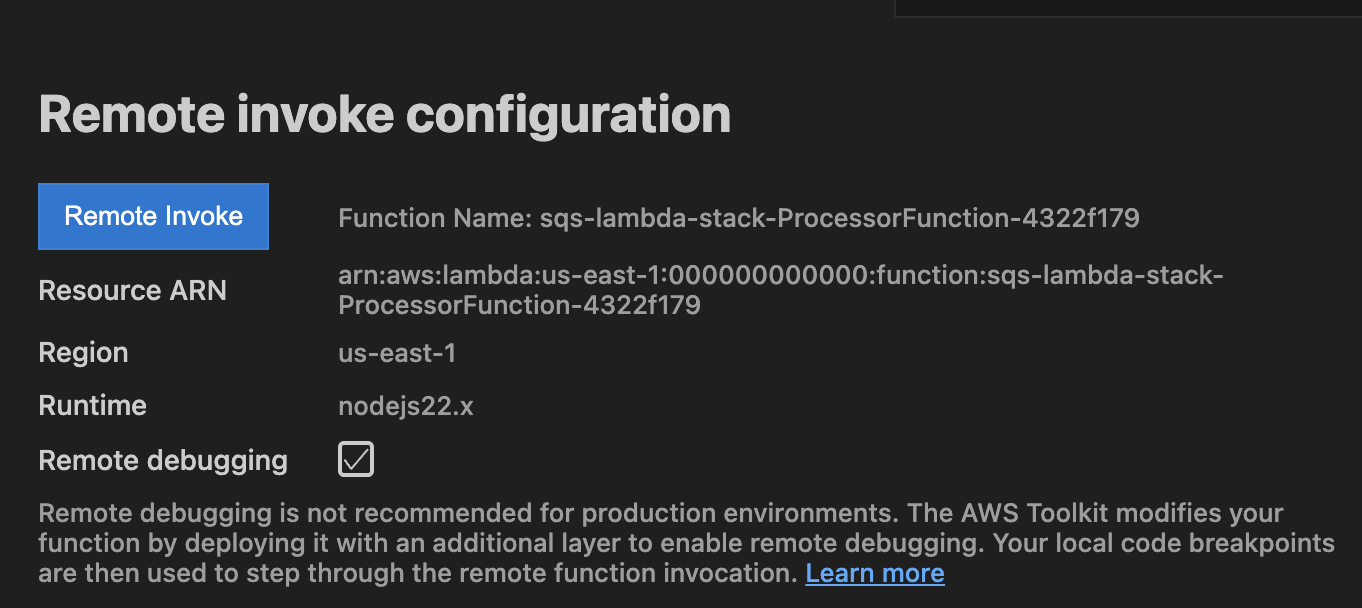 Remote invoke configuration
Remote Invoke
Function Name: sqs-lambda-stack-ProcessorFunction-4322f179
Resource ARN
arn:aws:lambda:us-east-1:000000000000:function:sqs-lambda-stack-
ProcessorFunction-4322f179
Region
us-east-1
Runtime
nodejs22.x
Remote debugging
Remote debugging is not recommended for production environments. The AWS Toolkit modifies your
function by deploying it with an additional layer to enable remote debugging. Your local code breakpoints
are then used to step through the remote function invocation. Learn more